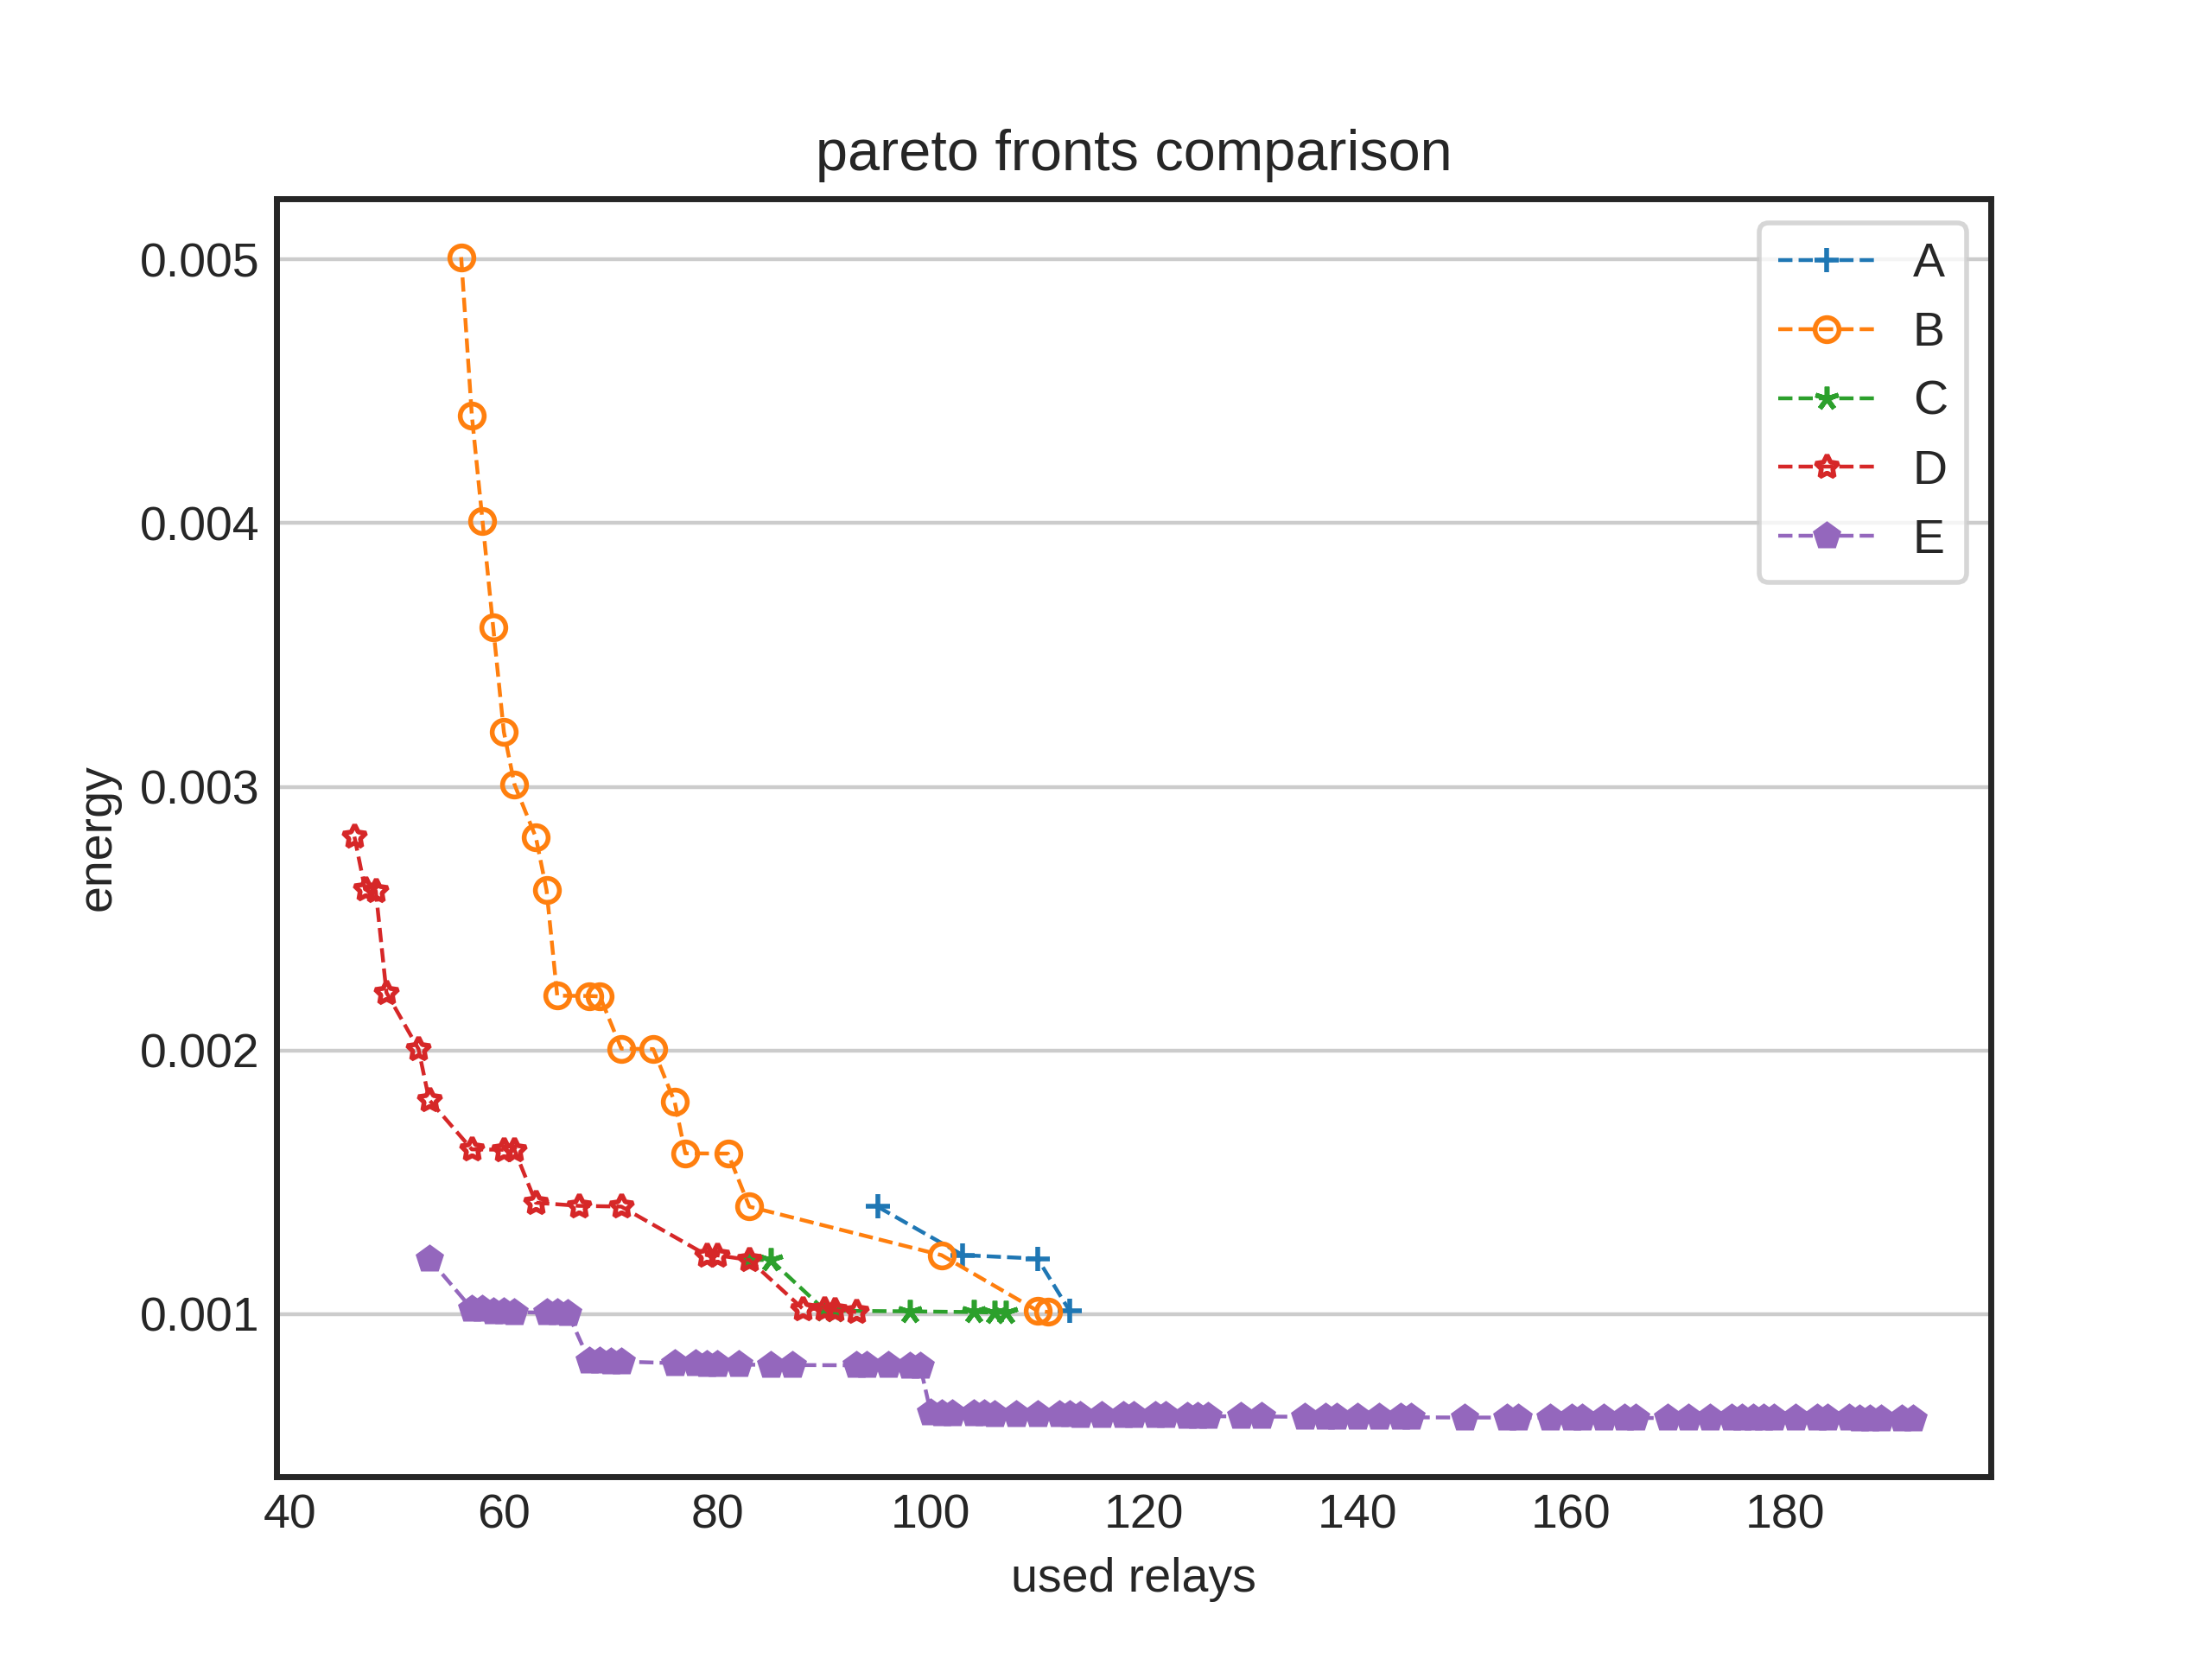 pareto fronts comparison
0.005
0.004
0.003
0.002
0.001
energy
40 60 80 100 120 140 160 180
used relays
A
B
C
D
E